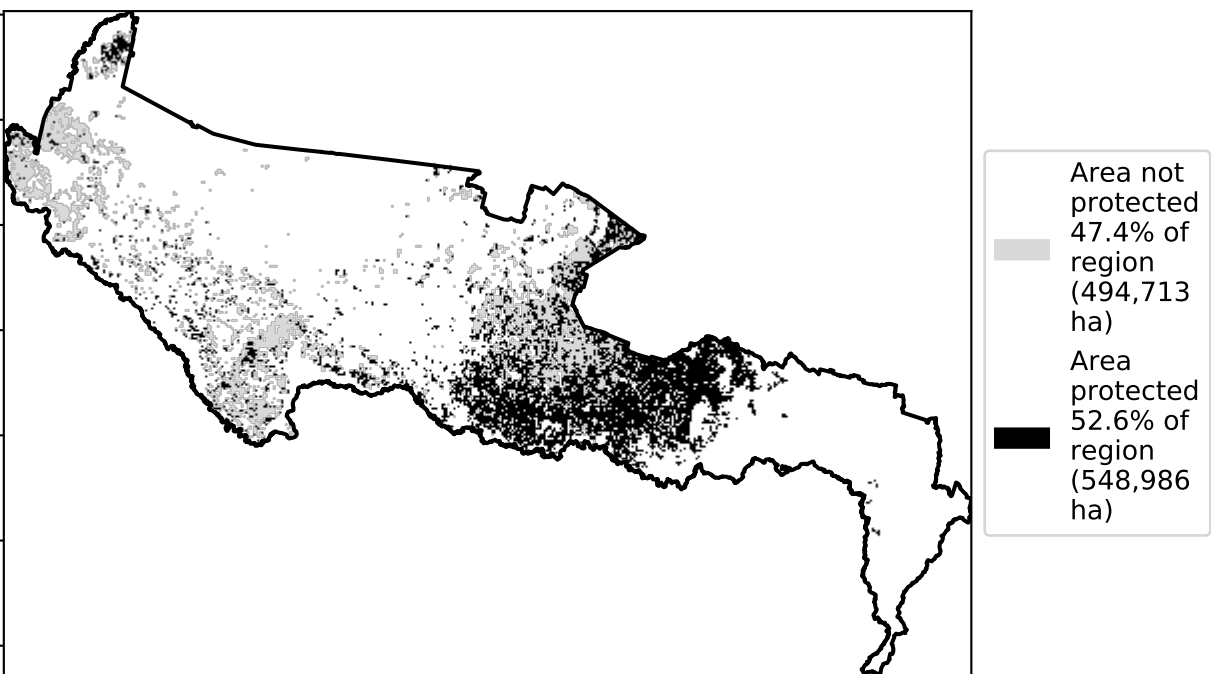 Area not
protected
47.4% of
region
(494,713
ha)
Area
protected
52.6% of
region
(548,986
ha)